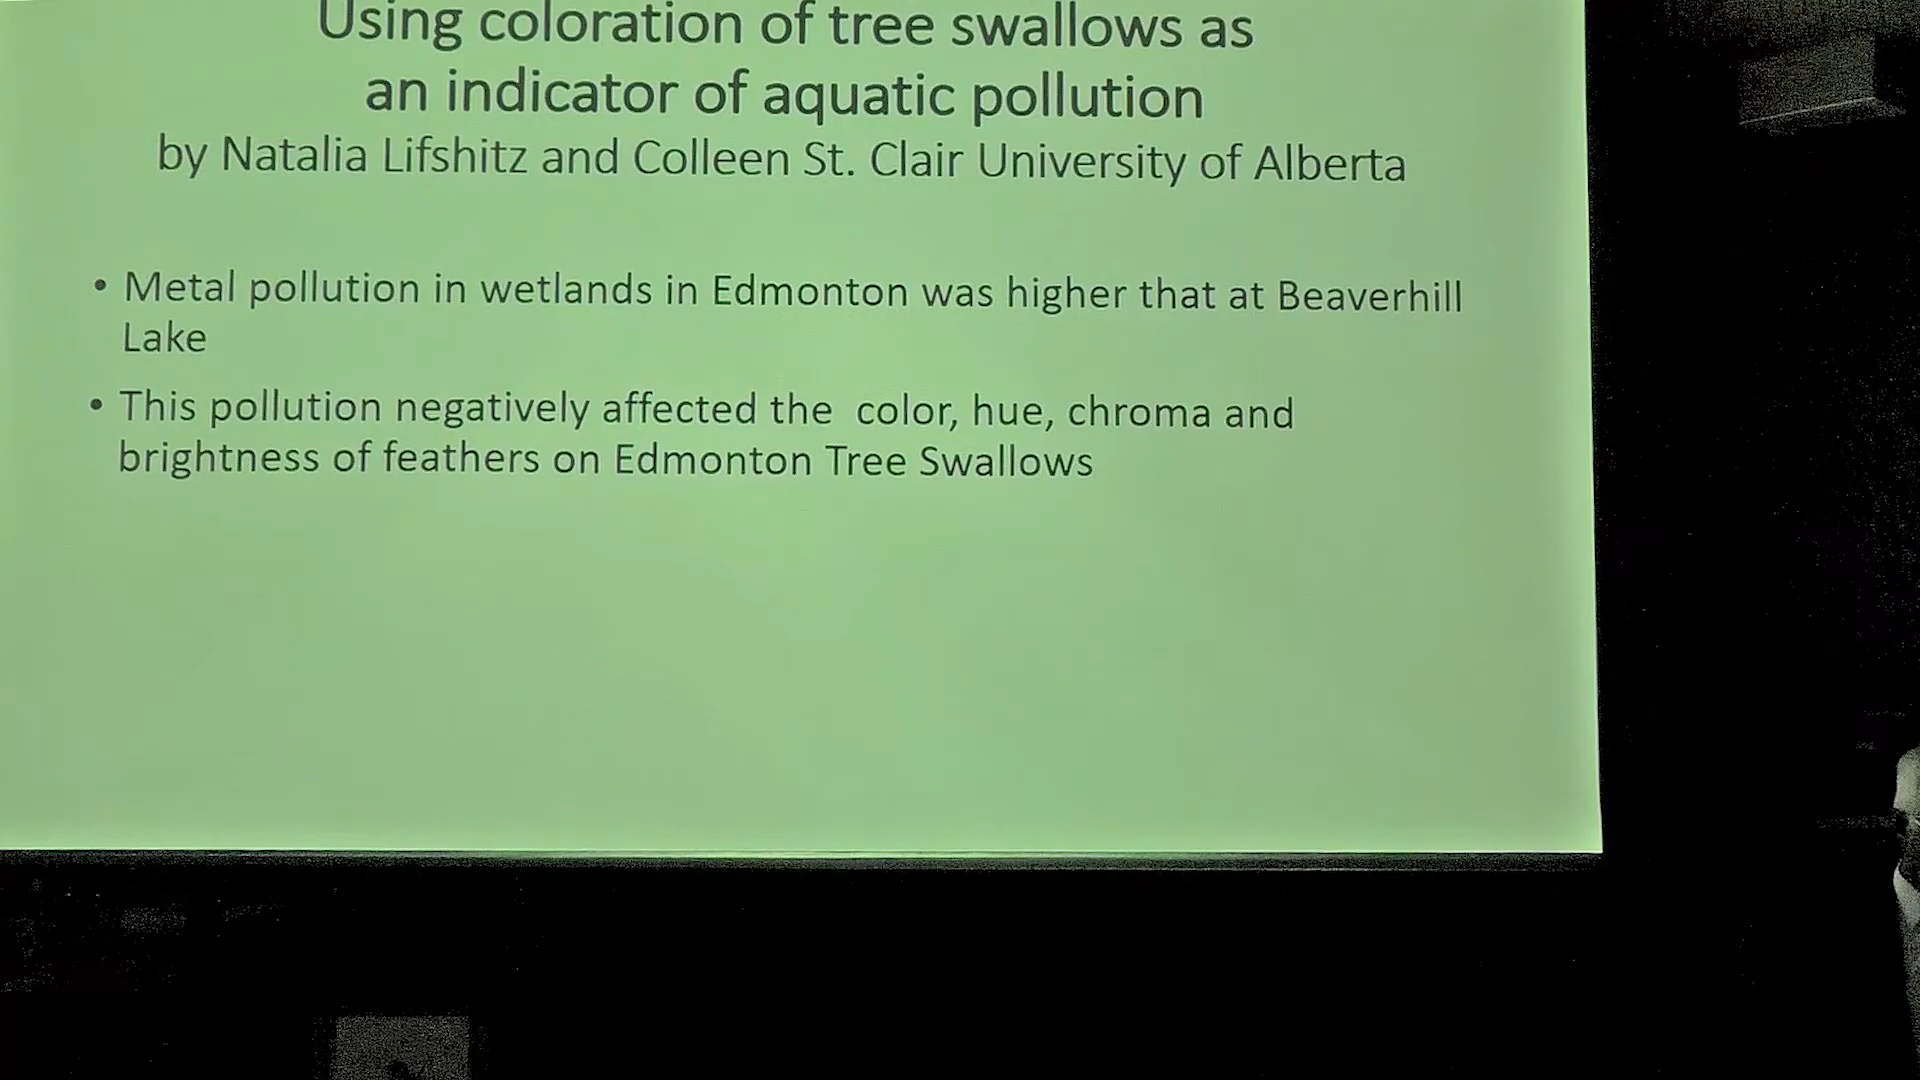 Using coloration of tree swallows as
an indicator of aquatic pollution
by Natalia Lifshitz and Colleen St. Clair University of Alberta
• Metal pollution in wetlands in Edmonton was higher that at Beaverhill
Lake
• This pollution negatively affected the color, hue, chroma and
brightness of feathers on Edmonton Tree Swallows